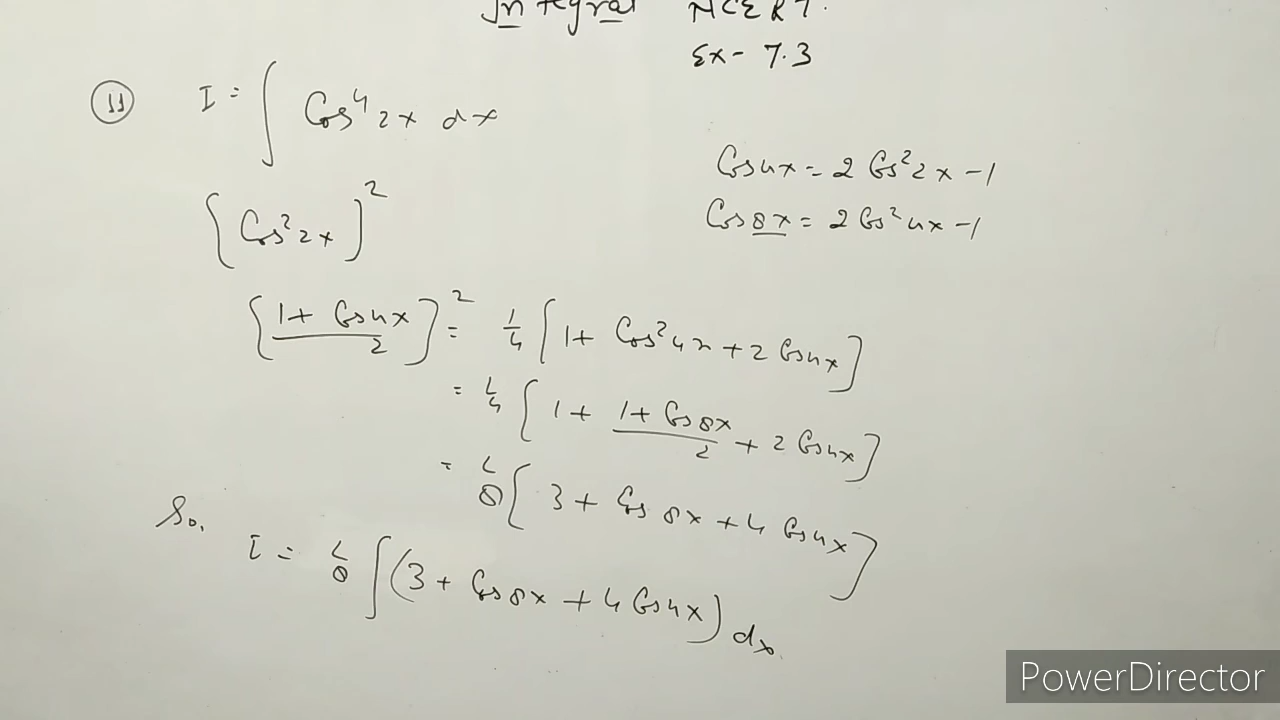 Integral NCERT.
Ex- 7.3
(11) I = ∫ Cos⁴ 2x dx
Cos4x = 2 Cos²2x - 1
{Cos²2x]²
Cos8x = 2 Cos²4x - 1
{1 + Cos4x / 2]² = 1/4 [1 + Cos²4x + 2 Cos4x]
= 1/4 [1 + 1 + Cos8x / 2 + 2 Cos4x]
= 1/8 [3 + Cos 8x + 4 Cos4x]
So,
I = 1/8 ∫(3 + Cos8x + 4 Cos4x) dx.
PowerDirector